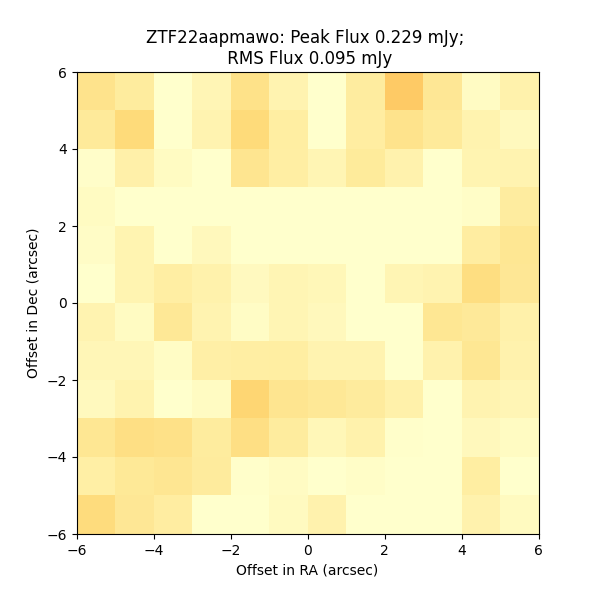 ZTF22aapmawo: Peak Flux 0.229 mJy;
RMS Flux 0.095 mJy
6
4
2
0
−2
−4
−6
Offset in Dec (arcsec)
−6 −4 −2 0 2 4 6
Offset in RA (arcsec)